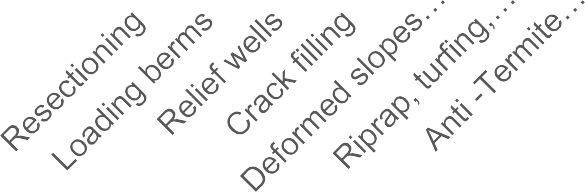 Resectioning
Loading berms
Relief wells
Crack filling
Deformed slopes…
Riprap, turfing,…
Anti -Termite…